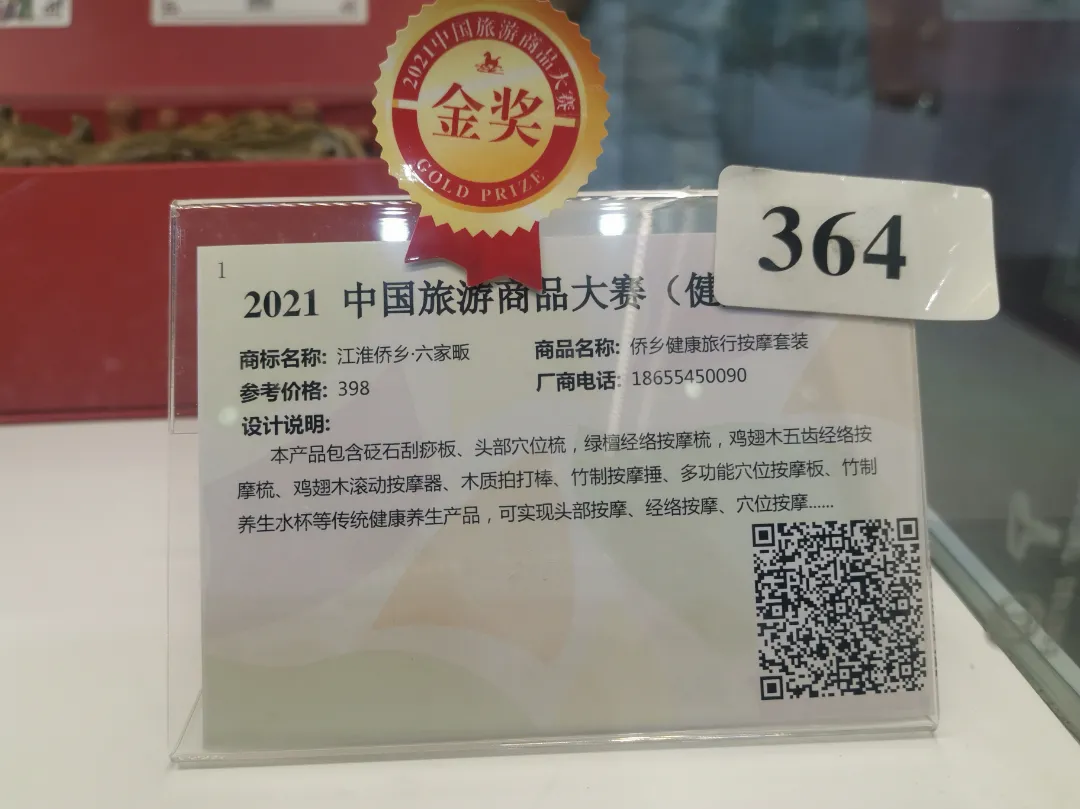 2021中国旅游商品大赛
金奖
GOLD PRIZE
364
1
2021 中国旅游商品大赛（健
商标名称: 江淮侨乡·六家畈
商品名称: 侨乡健康旅行按摩套装
参考价格: 398
厂商电话: 18655450090
设计说明:
本产品包含砭石刮痧板、头部穴位梳，绿檀经络按摩梳，鸡翅木五齿经络按
摩梳、鸡翅木滚动按摩器、木质拍打棒、竹制按摩捶、多功能穴位按摩板、竹制
养生水杯等传统健康养生产品，可实现头部按摩、经络按摩、穴位按摩......